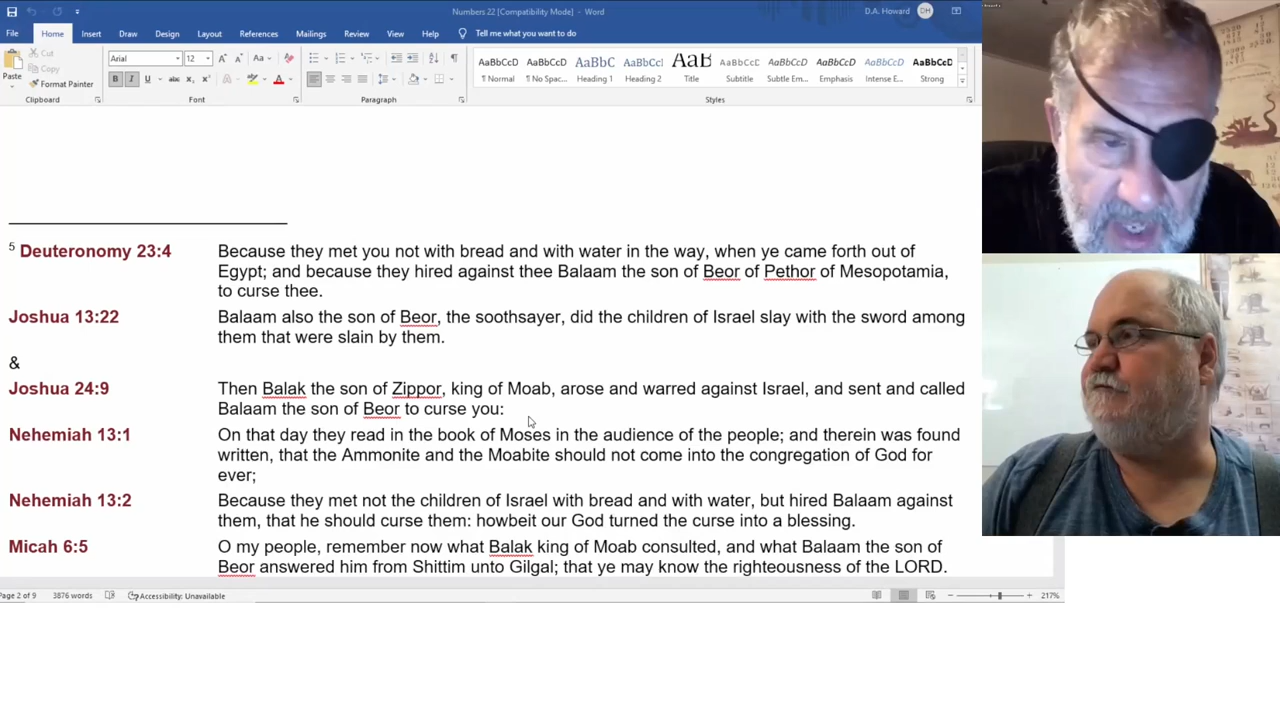 Numbers 22 [Compatibility Mode] - Word
D.A. Howard
DH
File Home Insert Draw Design Layout References Mailings Review View Help Tell me what you want to do
Paste
Cut
Copy
Format Painter
Clipboard
Arial
12
Aa
B I U
Font
Paragraph
AaBbCcD
¶ Normal
AaBbCcD
¶ No Spac...
AaBbC
Heading 1
AaBbCc
Heading 2
AaB
Title
AaBbCcD
Subtitle
AaBbCcD
Subtle Em...
AaBbCcD
Emphasis
AaBbCcD
Intense E...
AaBbCcD
Strong
Styles
5 Deuteronomy 23:4 Because they met you not with bread and with water in the way, when ye came forth out of
Egypt; and because they hired against thee Balaam the son of Beor of Pethor of Mesopotamia,
to curse thee.
Joshua 13:22 Balaam also the son of Beor, the soothsayer, did the children of Israel slay with the sword among
them that were slain by them.
&
Joshua 24:9 Then Balak the son of Zippor, king of Moab, arose and warred against Israel, and sent and called
Balaam the son of Beor to curse you:
Nehemiah 13:1 On that day they read in the book of Moses in the audience of the people; and therein was found
written, that the Ammonite and the Moabite should not come into the congregation of God for
ever;
Nehemiah 13:2 Because they met not the children of Israel with bread and with water, but hired Balaam against
them, that he should curse them: howbeit our God turned the curse into a blessing.
Micah 6:5 O my people, remember now what Balak king of Moab consulted, and what Balaam the son of
Beor answered him from Shittim unto Gilgal; that ye may know the righteousness of the LORD.
Page 2 of 9 3876 words Accessibility: Unavailable 217%